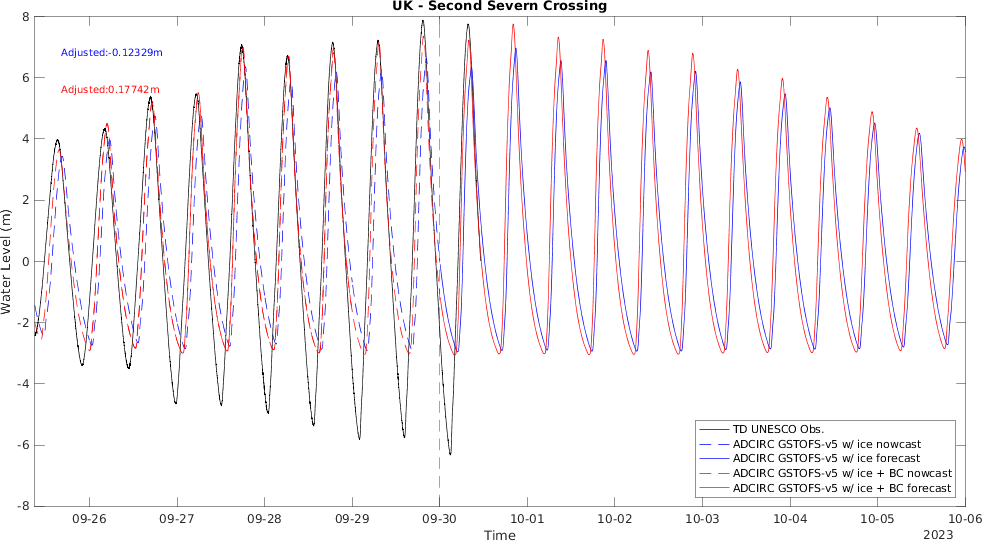 UK - Second Severn Crossing
Adjusted:-0.12329m
Adjusted:0.17742m
Water Level (m)
8
6
4
2
0
-2
-4
-6
-8
TD UNESCO Obs.
ADCIRC GSTOFS-v5 w/ ice nowcast
ADCIRC GSTOFS-v5 w/ ice forecast
ADCIRC GSTOFS-v5 w/ ice + BC nowcast
ADCIRC GSTOFS-v5 w/ ice + BC forecast
09-26 09-27 09-28 09-29 09-30 10-01 10-02 10-03 10-04 10-05 10-06
Time
2023